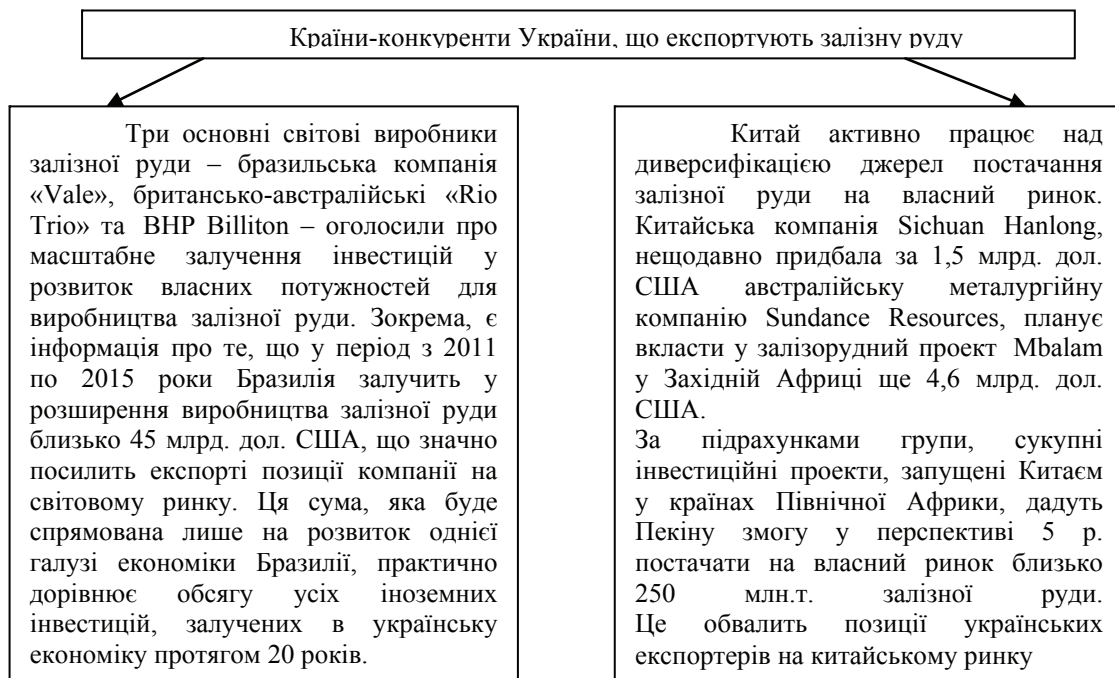 Країни-конкуренти України, що експортують залізну руду
Три основні світові виробники
залізної руди – бразильська компанія
«Vale», британсько-австралійські «Rio
Trio» та BHP Billiton – оголосили про
масштабне залучення інвестицій у
розвиток власних потужностей для
виробництва залізної руди. Зокрема, є
інформація про те, що у період з 2011
по 2015 роки Бразилія залучить у
розширення виробництва залізної руди
близько 45 млрд. дол. США, що значно
посилить експорті позиції компанії на
світовому ринку. Ця сума, яка буде
спрямована лише на розвиток однієї
галузі економіки Бразилії, практично
дорівнює обсягу усіх іноземних
інвестицій, залучених в українську
економіку протягом 20 років.
Китай активно працює над
диверсифікацією джерел постачання
залізної руди на власний ринок.
Китайська компанія Sichuan Hanlong,
нещодавно придбала за 1,5 млрд. дол.
США австралійську металургійну
компанію Sundance Resources, планує
вкласти у залізорудний проект Mbalam
у Західній Африці ще 4,6 млрд. дол.
США.
За підрахунками групи, сукупні
інвестиційні проекти, запущені Китаєм
у країнах Північної Африки, дадуть
Пекіну змогу у перспективі 5 р.
постачати на власний ринок близько
250 млн.т. залізної руди.
Це обвалить позиції українських
експортерів на китайському ринку